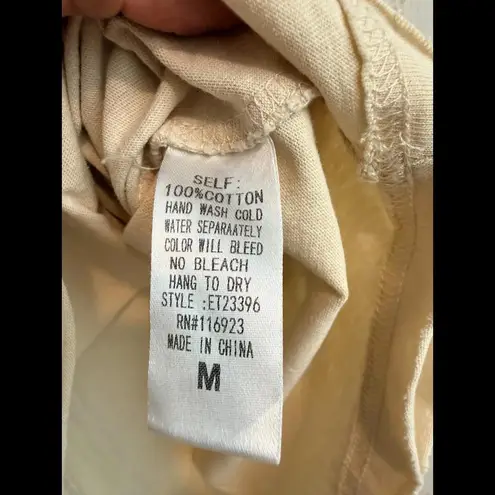 SELF:
100%COTTON
HAND WASH COLD
WATER SEPARAATELY
COLOR WILL BLEED
NO BLEACH
HANG TO DRY
STYLE :ET23396
RN#116923
MADE IN CHINA
M